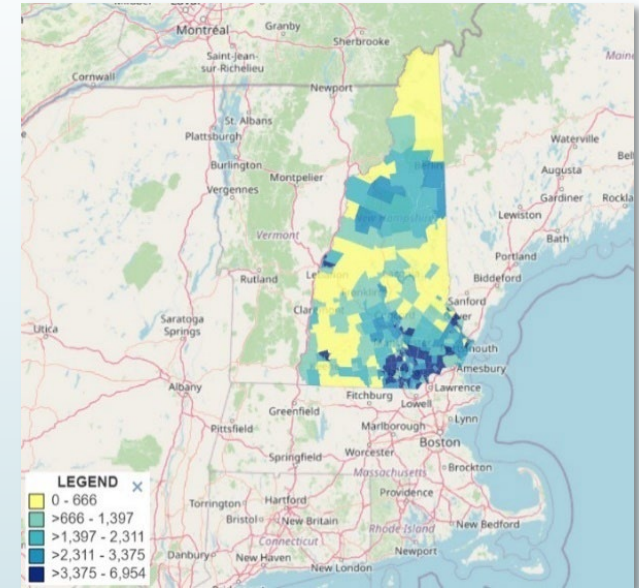 Montréal
Granby
Sherbrooke
Saint-Jean-
sur-Richelieu
Cornwall
Newport
Maine
St. Albans
Plattsburgh
Waterville
Burlington
Berlin
Augusta
Vergennes
Montpelier
Gardiner
Lewiston
New Hampshire
Bath
Vermont
Portland
Rutland
Biddeford
Sanford
Saratoga
Springs
Utica
Amesbury
Albany
Fitchburg
Lawrence
Greenfield
Lowell
Pittsfield
Marlborough
Lynn
Boston
Springfield
Worcester
Massachusetts
Brockton
LEGEND ×
0 - 666
>666 - 1,397
>1,397 - 2,311
>2,311 - 3,375
>3,375 - 6,954
Torrington
Hartford
Providence
Bristol
New Britain
Rhode Island
New Bedford
Connecticut
Danbury
New Haven
Newport
New London